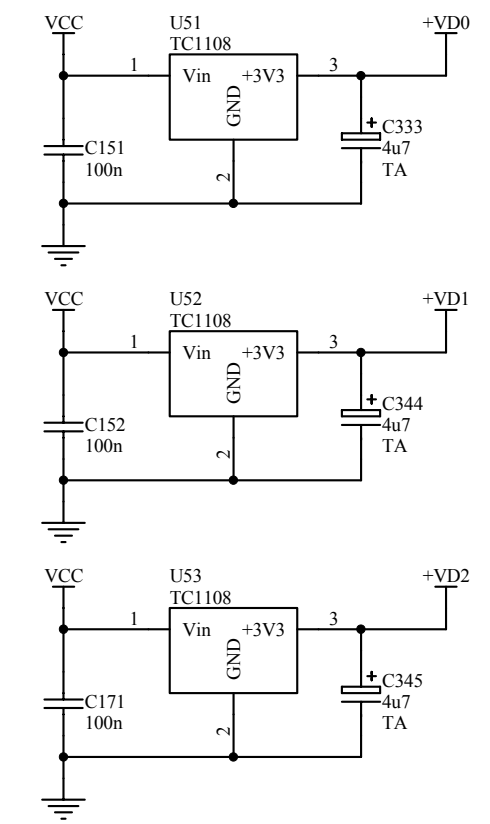 VCC
U51
TC1108
+VD0
1
Vin
+3V3
3
GND
2
C151
100n
+
C333
4u7
TA
VCC
U52
TC1108
+VD1
1
Vin
+3V3
3
GND
2
C152
100n
+
C344
4u7
TA
VCC
U53
TC1108
+VD2
1
Vin
+3V3
3
GND
2
C171
100n
+
C345
4u7
TA